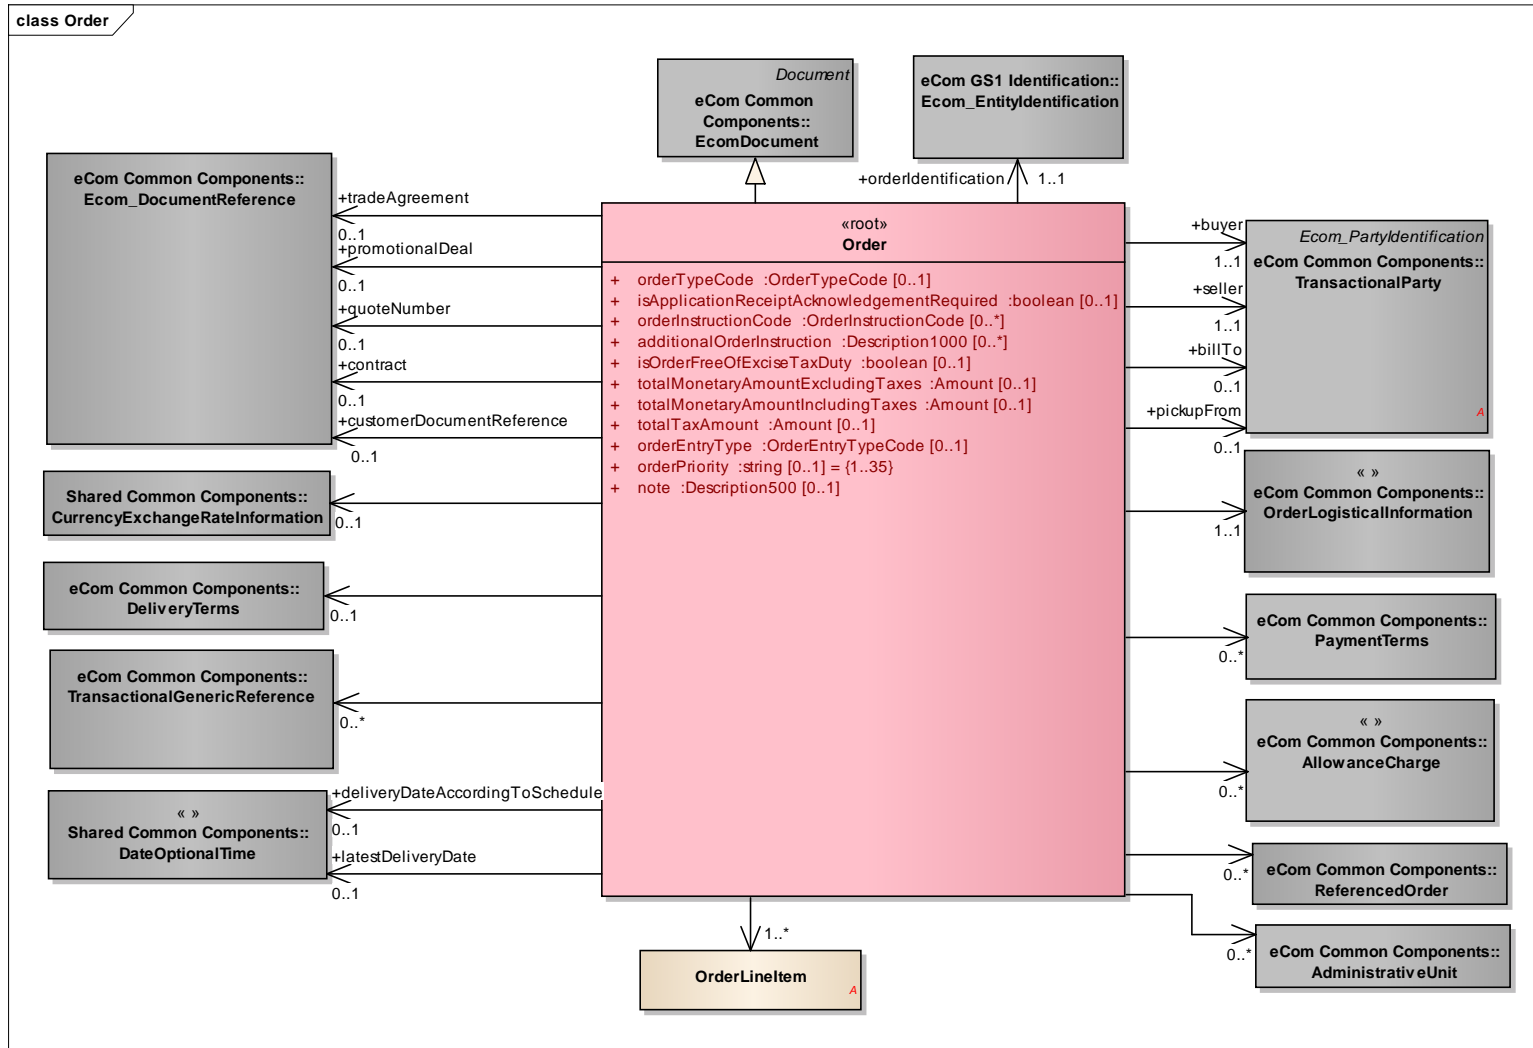 class Order
Document
eCom Common
Components::
EcomDocument
eCom GS1 Identification::
Ecom_EntityIdentification
+orderIdentification
1..1
eCom Common Components::
Ecom_DocumentReference
+tradeAgreement
0..1
+promotionalDeal
0..1
+quoteNumber
0..1
+contract
0..1
+customerDocumentReference
0..1
Shared Common Components::
CurrencyExchangeRateInformation
0..1
eCom Common Components::
DeliveryTerms
0..1
eCom Common Components::
TransactionalGenericReference
0..*
« »
Shared Common Components::
DateOptionalTime
+deliveryDateAccordingToSchedule
0..1
+latestDeliveryDate
0..1
«root»
Order
+ orderTypeCode :OrderTypeCode [0..1]
+ isApplicationReceiptAcknowledgementRequired :boolean [0..1]
+ orderInstructionCode :OrderInstructionCode [0..*]
+ additionalOrderInstruction :Description1000 [0..*]
+ isOrderFreeOfExciseTaxDuty :boolean [0..1]
+ totalMonetaryAmountExcludingTaxes :Amount [0..1]
+ totalMonetaryAmountIncludingTaxes :Amount [0..1]
+ totalTaxAmount :Amount [0..1]
+ orderEntryType :OrderEntryTypeCode [0..1]
+ orderPriority :string [0..1] = {1..35}
+ note :Description500 [0..1]
+buyer
1..1
+seller
1..1
+billTo
0..1
+pickupFrom
0..1
Ecom_PartyIdentification
eCom Common Components::
TransactionalParty
A
« »
eCom Common Components::
OrderLogisticalInformation
1..1
eCom Common Components::
PaymentTerms
0..*
« »
eCom Common Components::
AllowanceCharge
0..*
eCom Common Components::
ReferencedOrder
0..*
eCom Common Components::
AdministrativeUnit
0..*
1..*
OrderLineItem
A